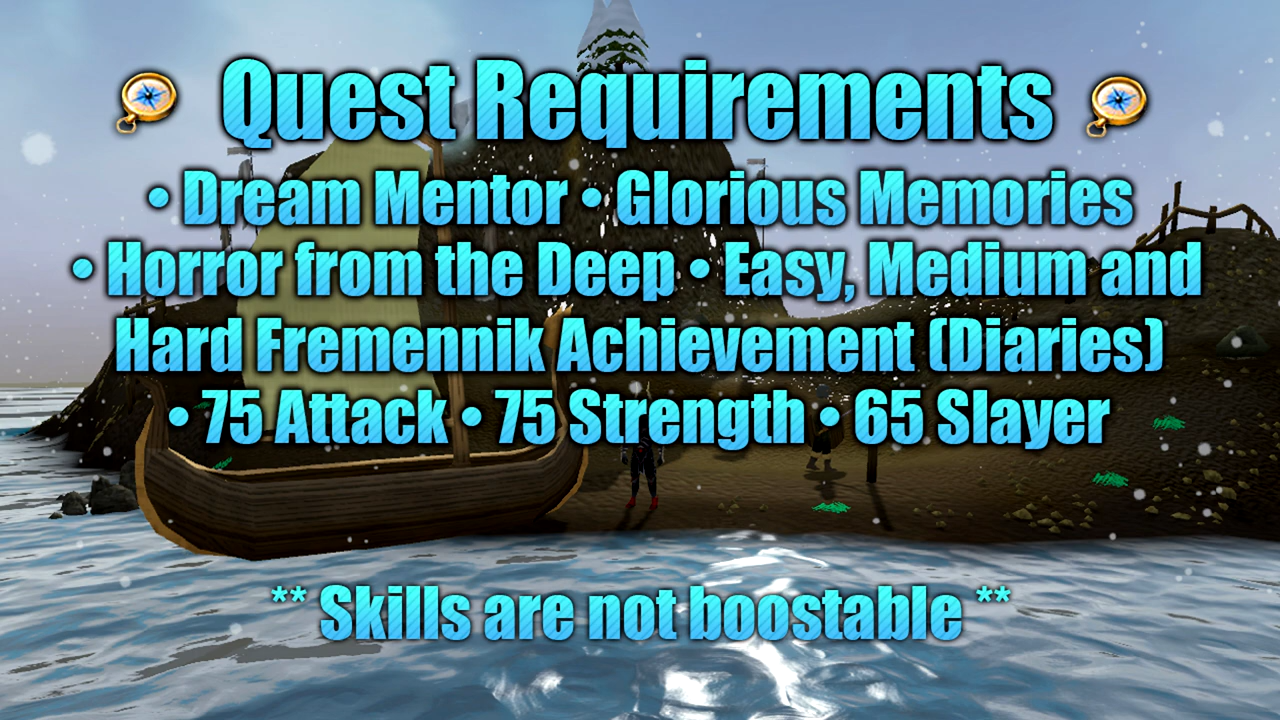 Quest Requirements
• Dream Mentor • Glorious Memories
• Horror from the Deep • Easy, Medium and
Hard Fremennik Achievement (Diaries)
• 75 Attack • 75 Strength • 65 Slayer
** Skills are not boostable **